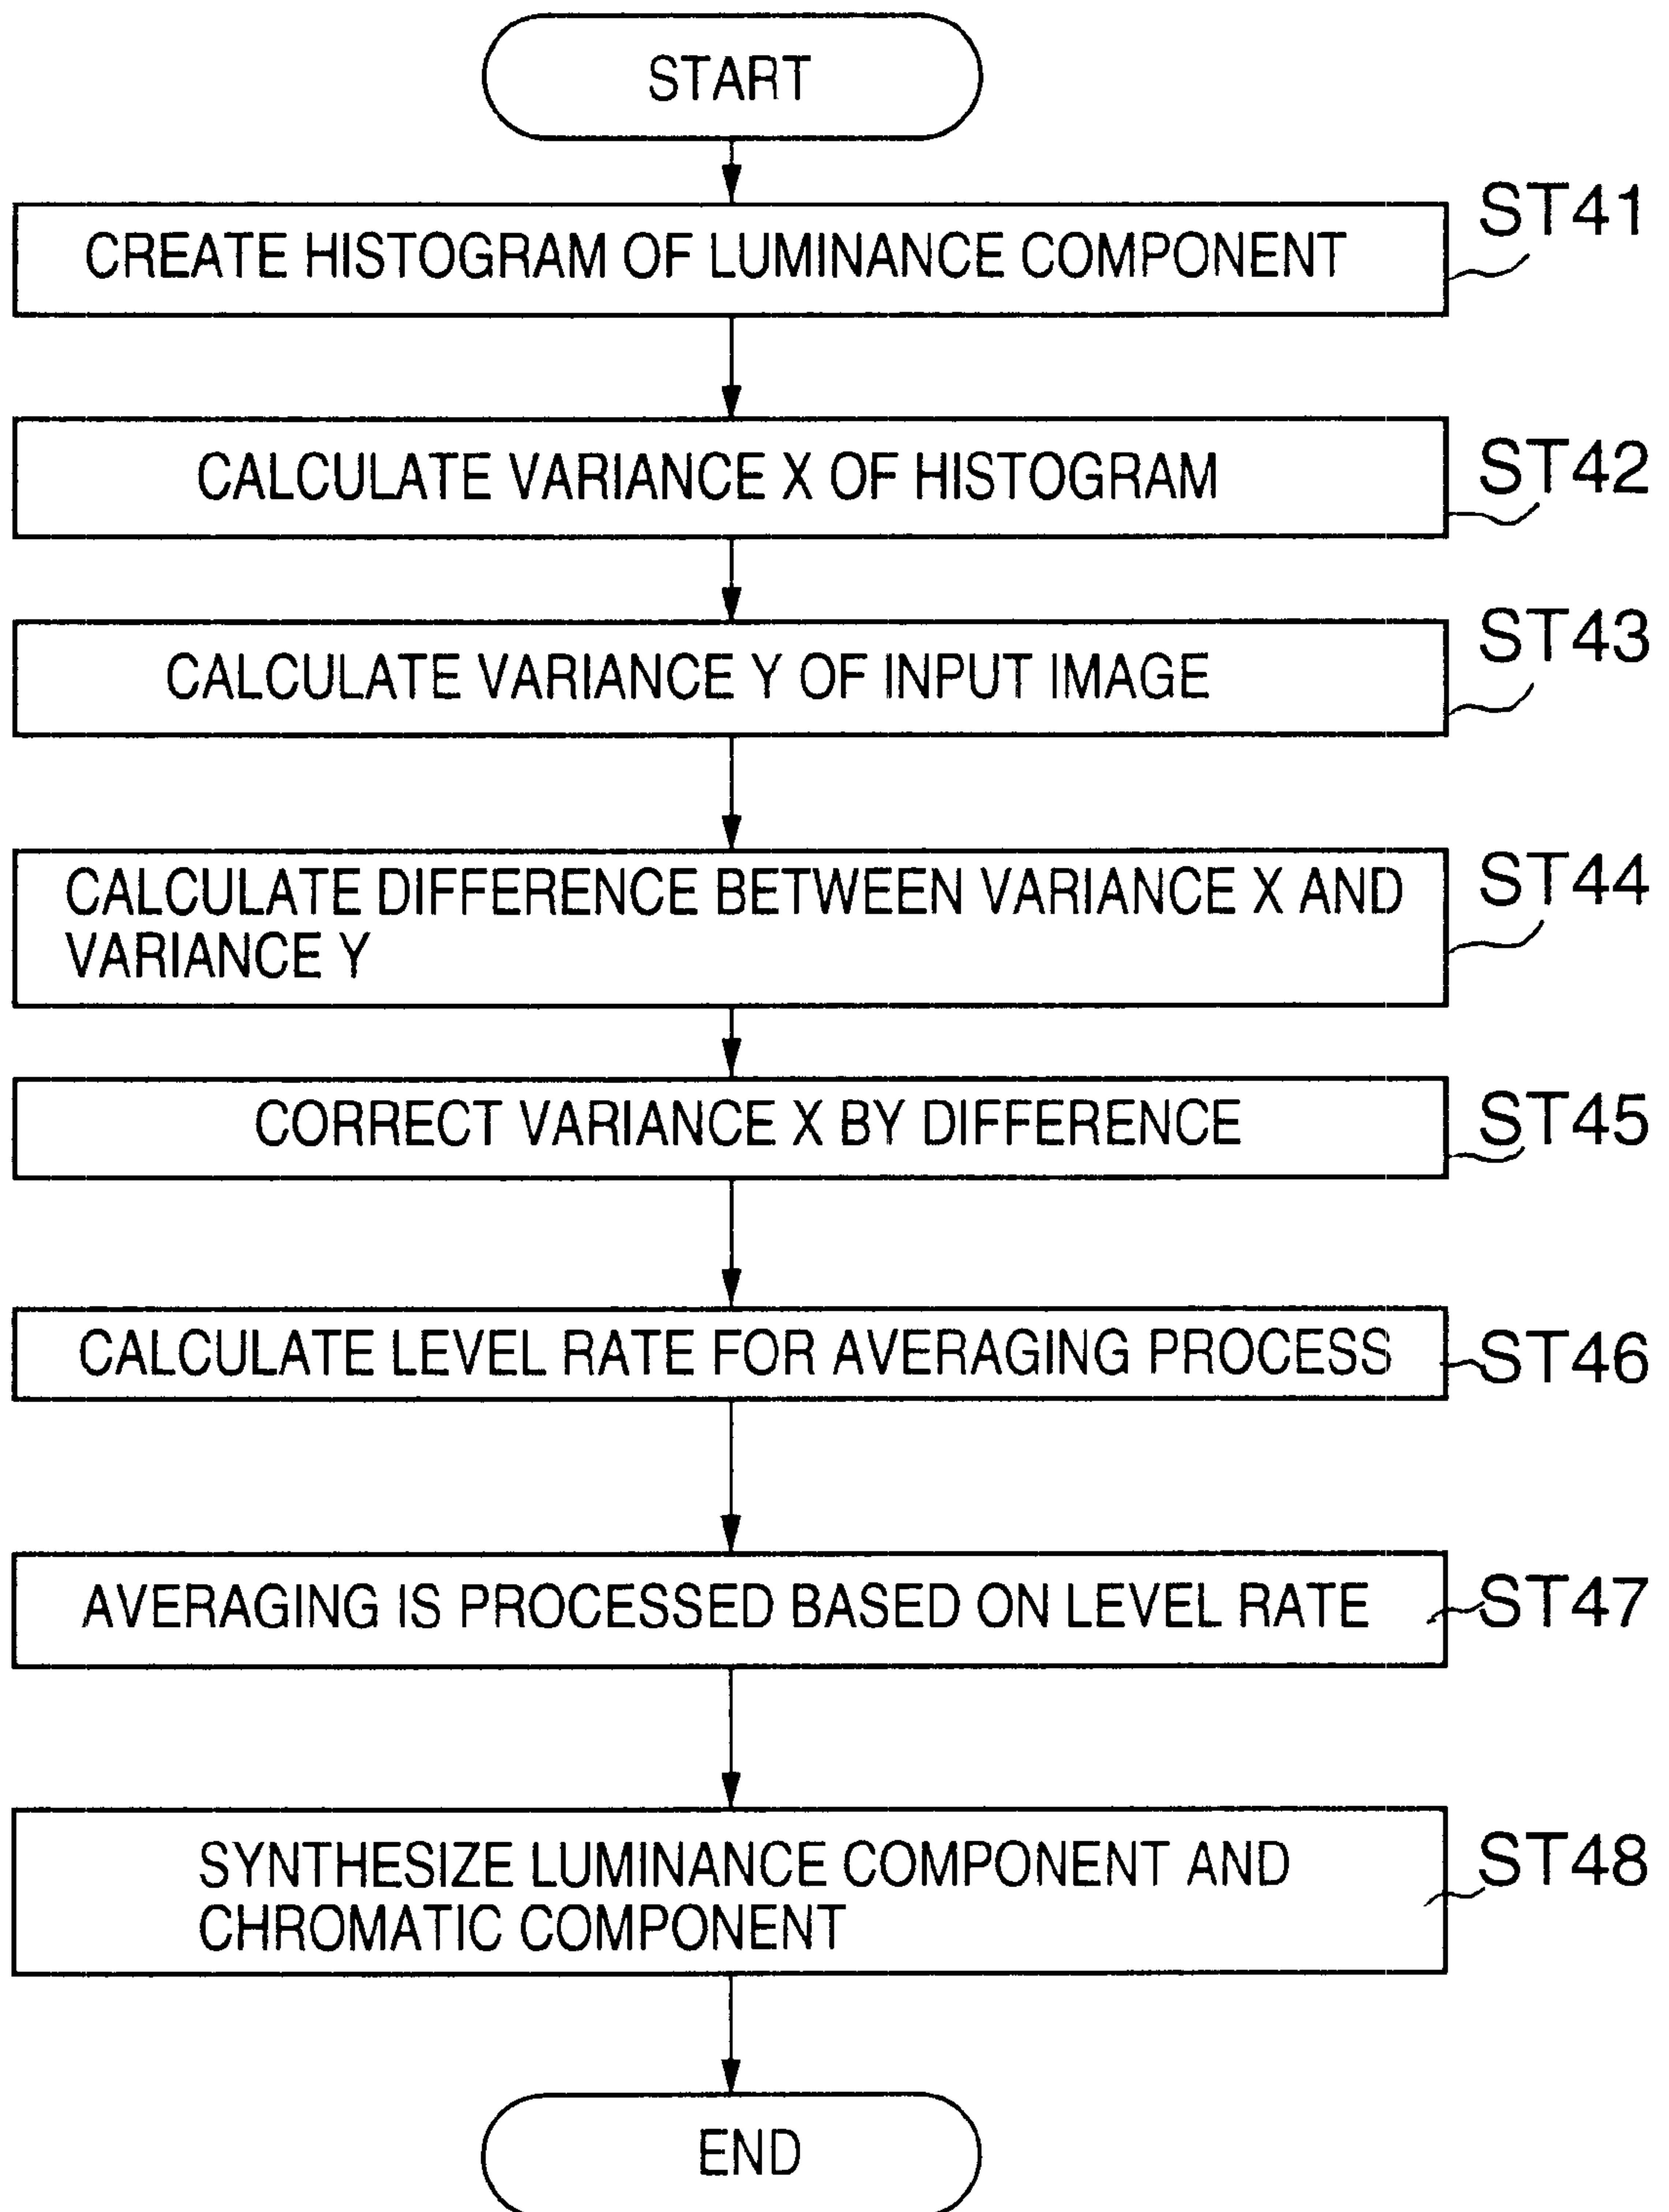 START
CREATE HISTOGRAM OF LUMINANCE COMPONENT
ST41
CALCULATE VARIANCE X OF HISTOGRAM
ST42
CALCULATE VARIANCE Y OF INPUT IMAGE
ST43
CALCULATE DIFFERENCE BETWEEN VARIANCE X AND
VARIANCE Y
ST44
CORRECT VARIANCE X BY DIFFERENCE
ST45
CALCULATE LEVEL RATE FOR AVERAGING PROCESS
ST46
AVERAGING IS PROCESSED BASED ON LEVEL RATE
ST47
SYNTHESIZE LUMINANCE COMPONENT AND
CHROMATIC COMPONENT
ST48
END